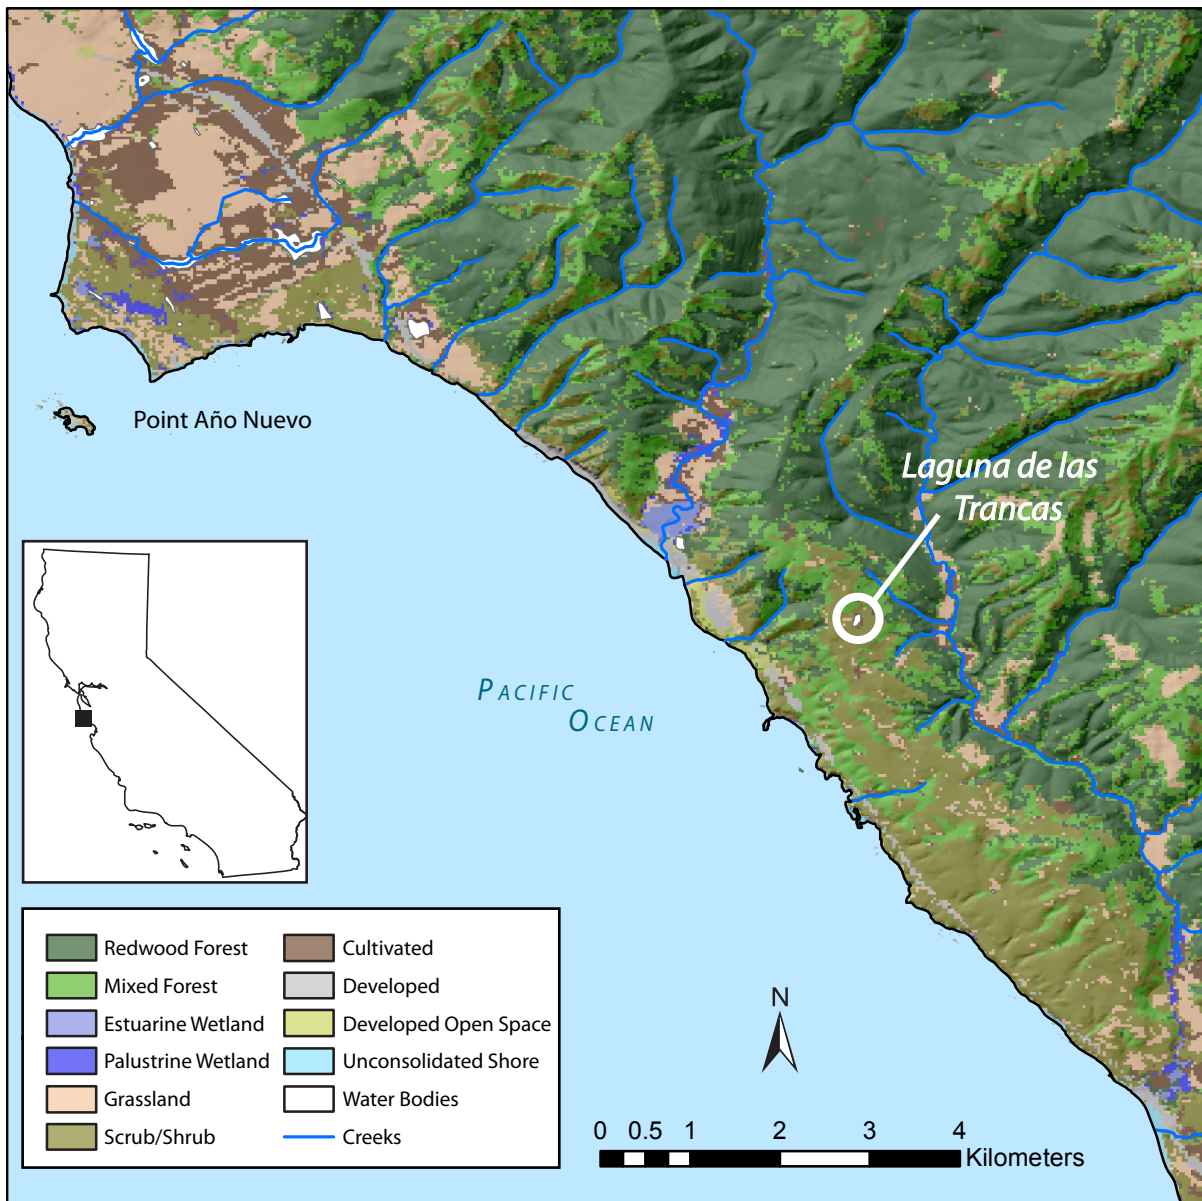 Laguna de las
Trancas
Point Año Nuevo
PACIFIC
OCEAN
Redwood Forest
Mixed Forest
Estuarine Wetland
Palustrine Wetland
Grassland
Scrub/Shrub
Cultivated
Developed
Developed Open Space
Unconsolidated Shore
Water Bodies
Creeks
N
0 0.5 1 2 3 4
Kilometers